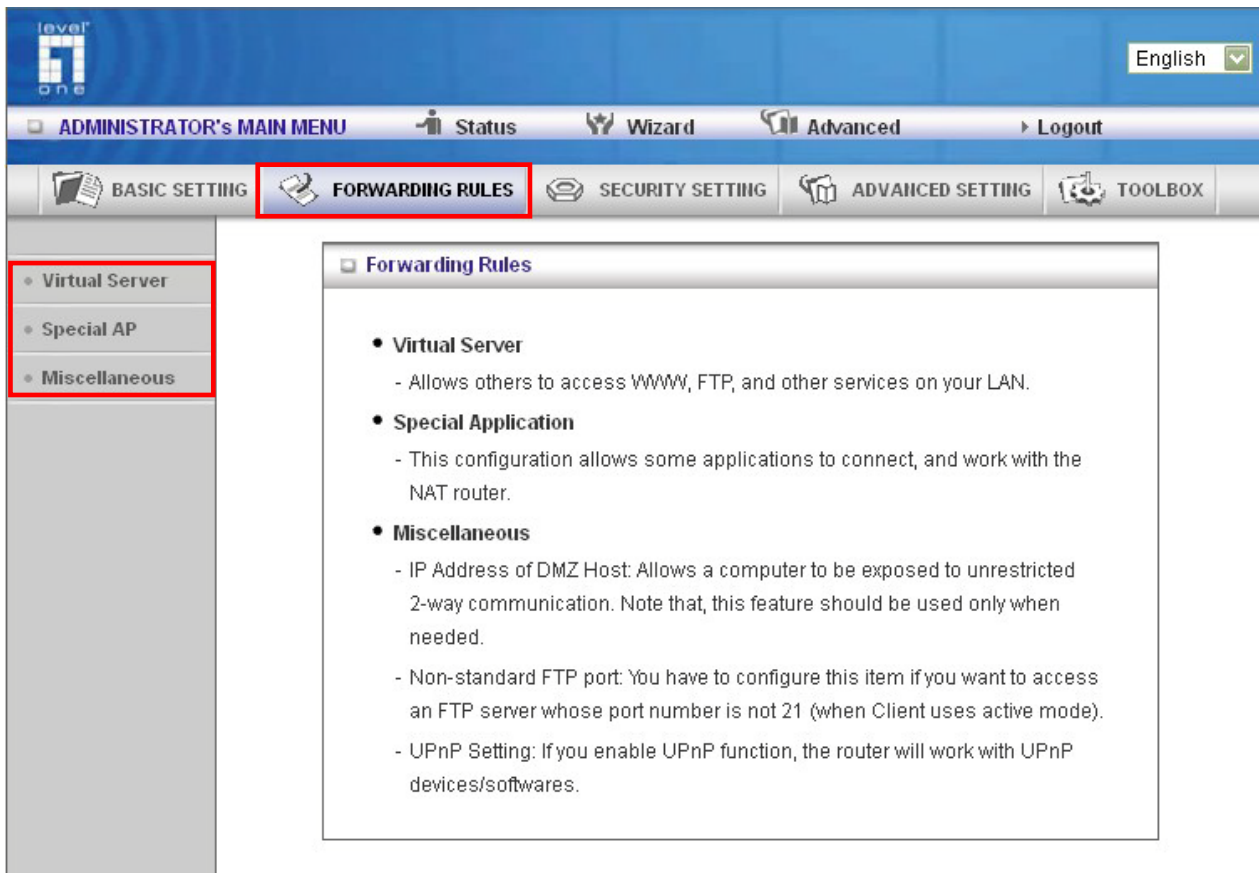 level
one
English
ADMINISTRATOR's MAIN MENU Status Wizard Advanced Logout
BASIC SETTING FORWARDING RULES SECURITY SETTING ADVANCED SETTING TOOLBOX
Virtual Server
Special AP
Miscellaneous
Forwarding Rules
Virtual Server
- Allows others to access WWW, FTP, and other services on your LAN.
Special Application
- This configuration allows some applications to connect, and work with the
NAT router.
Miscellaneous
- IP Address of DMZ Host: Allows a computer to be exposed to unrestricted
2-way communication. Note that, this feature should be used only when
needed.
- Non-standard FTP port: You have to configure this item if you want to access
an FTP server whose port number is not 21 (when Client uses active mode).
- UPnP Setting: If you enable UPnP function, the router will work with UPnP
devices/softwares.